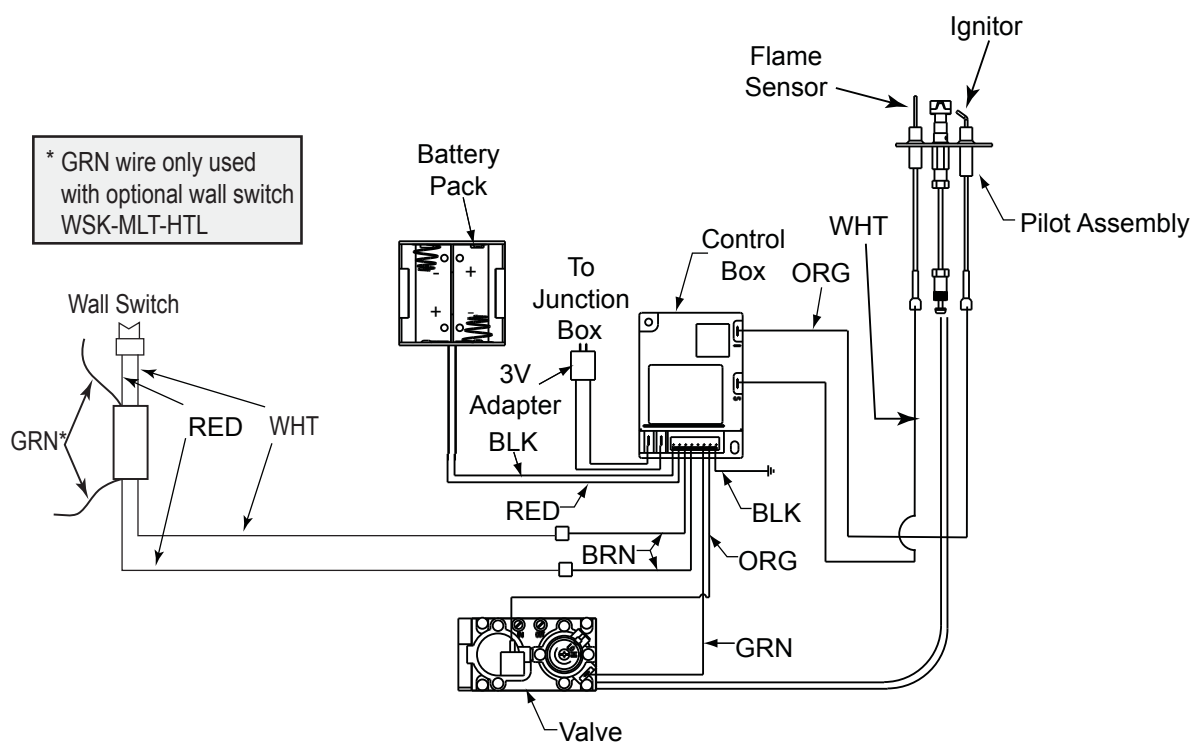 Ignitor
Flame
Sensor
* GRN wire only used
with optional wall switch
WSK-MLT-HTL
Battery
Pack
Pilot Assembly
WHT
Control
Box
ORG
To
Junction
Box
Wall Switch
3V
Adapter
GRN*
RED
WHT
BLK
RED
BLK
BRN
ORG
GRN
Valve
I
S